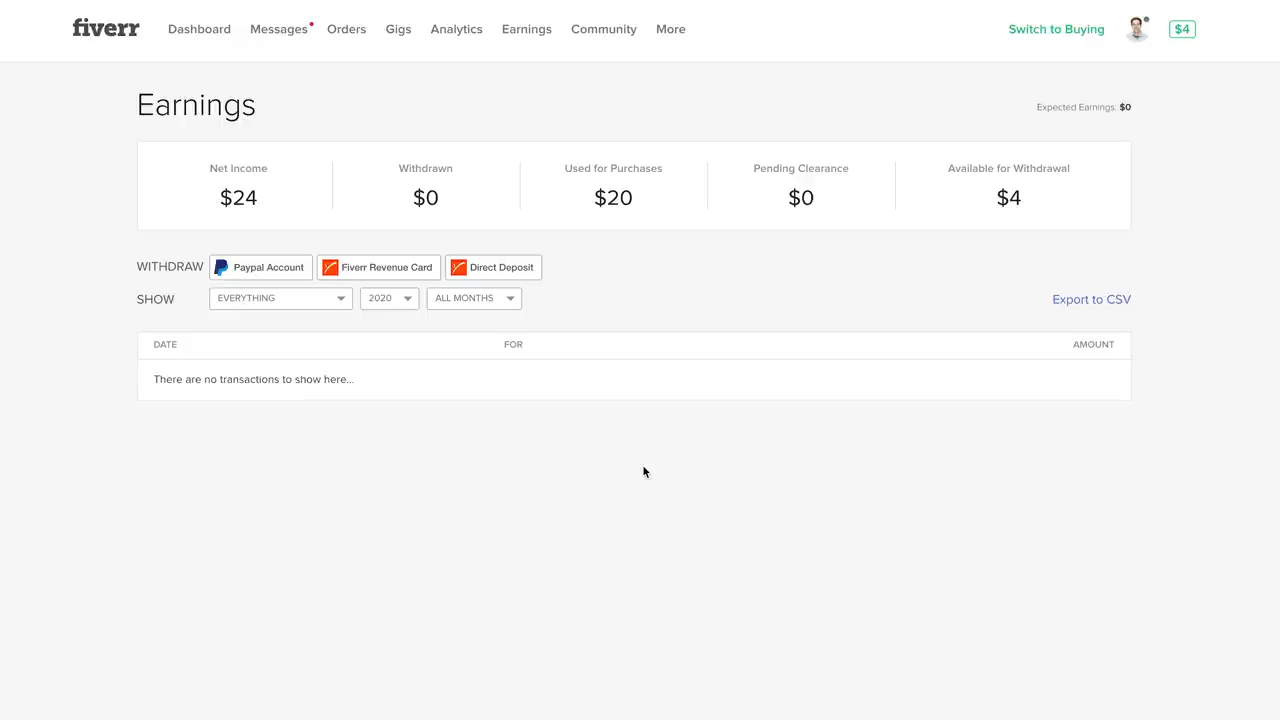 fiverr Dashboard Messages Orders Gigs Analytics Earnings Community More Switch to Buying $4
Earnings
Expected Earnings: $0
Net Income Withdrawn Used for Purchases Pending Clearance Available for Withdrawal
$24 $0 $20 $0 $4
WITHDRAW Paypal Account Fiverr Revenue Card Direct Deposit
SHOW EVERYTHING 2020 ALL MONTHS Export to CSV
DATE FOR AMOUNT
There are no transactions to show here...